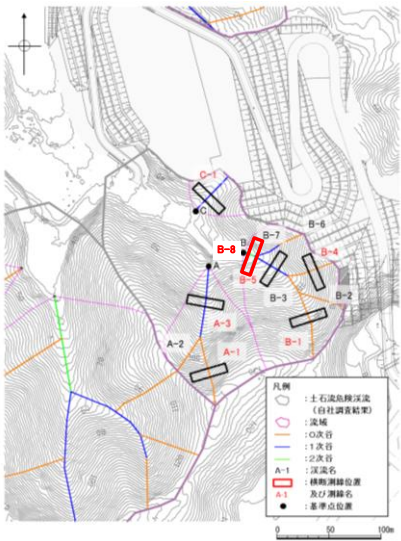 C-1
C
B-6
B-7
B
B-8
B-4
A
B-5
B-3
B-2
A-3
B-1
A-2
A-1
凡例
：土石流危険渓流
（自社調査結果）
：流域
：0次谷
：1次谷
：2次谷
A-1 ：渓流名
：横断測線位置
A-1 及び測線名
：基準点位置
0 50 100m